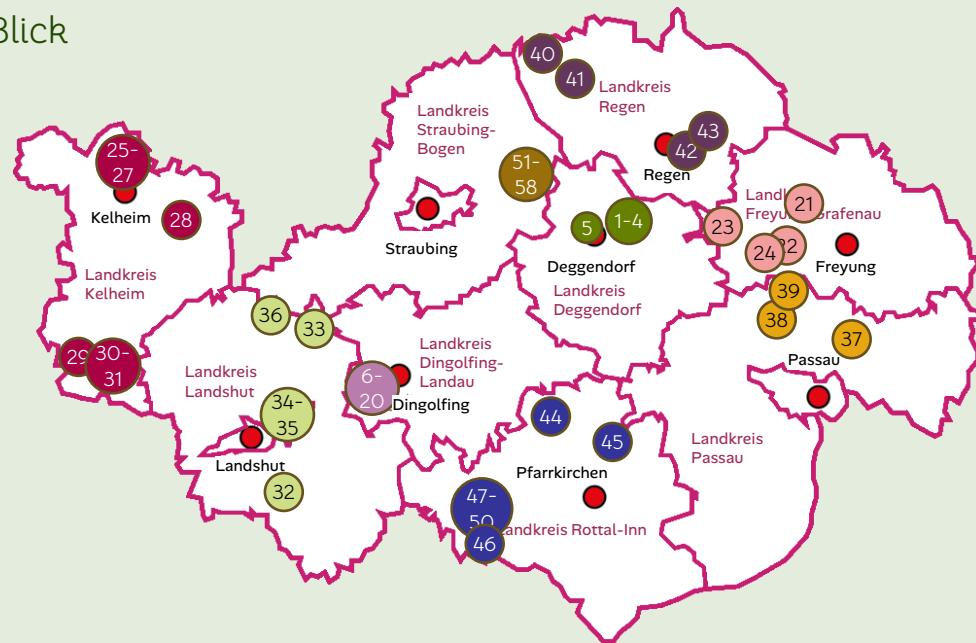 Blick
40
41
Landkreis
Regen
43
42
Regen
Landkreis
Straubing-
Bogen
51-
58
25-
27
Kelheim
28
Straubing
5
1-4
Deggendorf
Landkreis
Deggendorf
21
Freyung-Grafenau
23
22
24
Freyung
Landkreis
Kelheim
39
38
37
36
33
29
30-
31
Landkreis
Dingolfing-
Landau
Passau
Landkreis
Landshut
6-
20
Dingolfing
34-
35
44
45
Landkreis
Passau
Landshut
Pfarrkirchen
32
47-
50
Landkreis Rottal-Inn
46